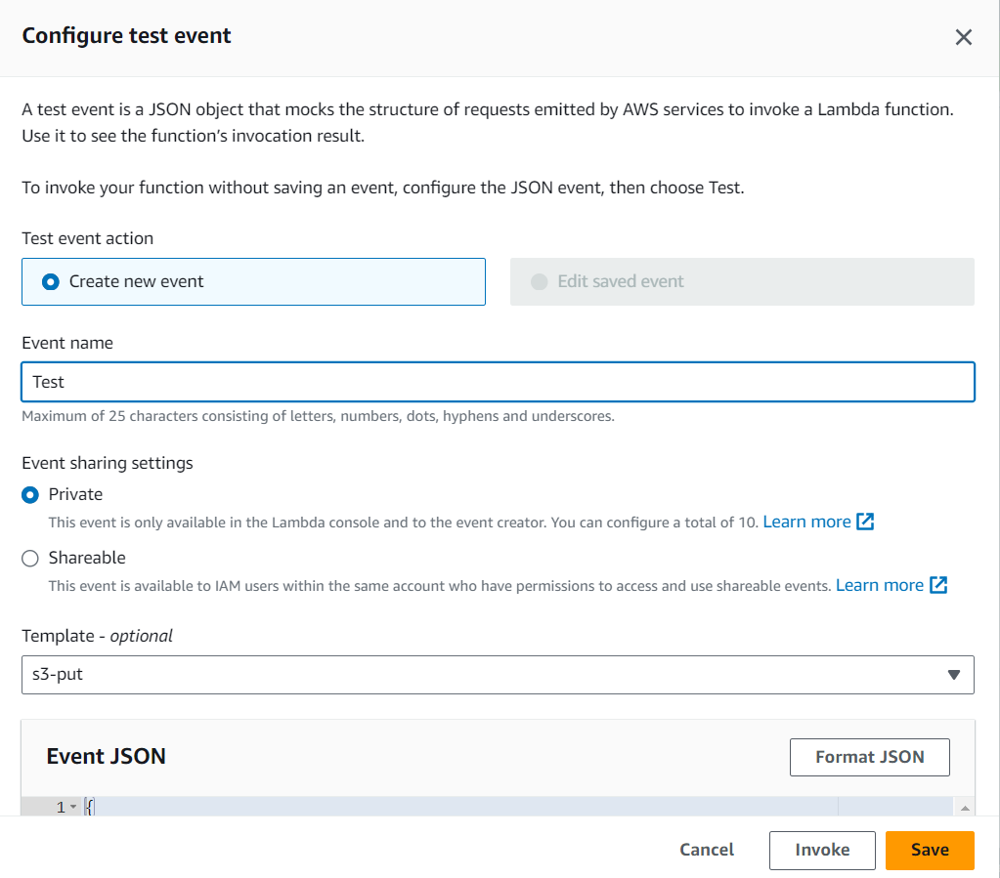 Configure test event
A test event is a JSON object that mocks the structure of requests emitted by AWS services to invoke a Lambda function.
Use it to see the function’s invocation result.
To invoke your function without saving an event, configure the JSON event, then choose Test.
Test event action
Create new event
Edit saved event
Event name
Test
Maximum of 25 characters consisting of letters, numbers, dots, hyphens and underscores.
Event sharing settings
Private
This event is only available in the Lambda console and to the event creator. You can configure a total of 10. Learn more
Shareable
This event is available to IAM users within the same account who have permissions to access and use shareable events. Learn more
Template - optional
s3-put
Event JSON
Format JSON
1 {
Cancel
Invoke
Save